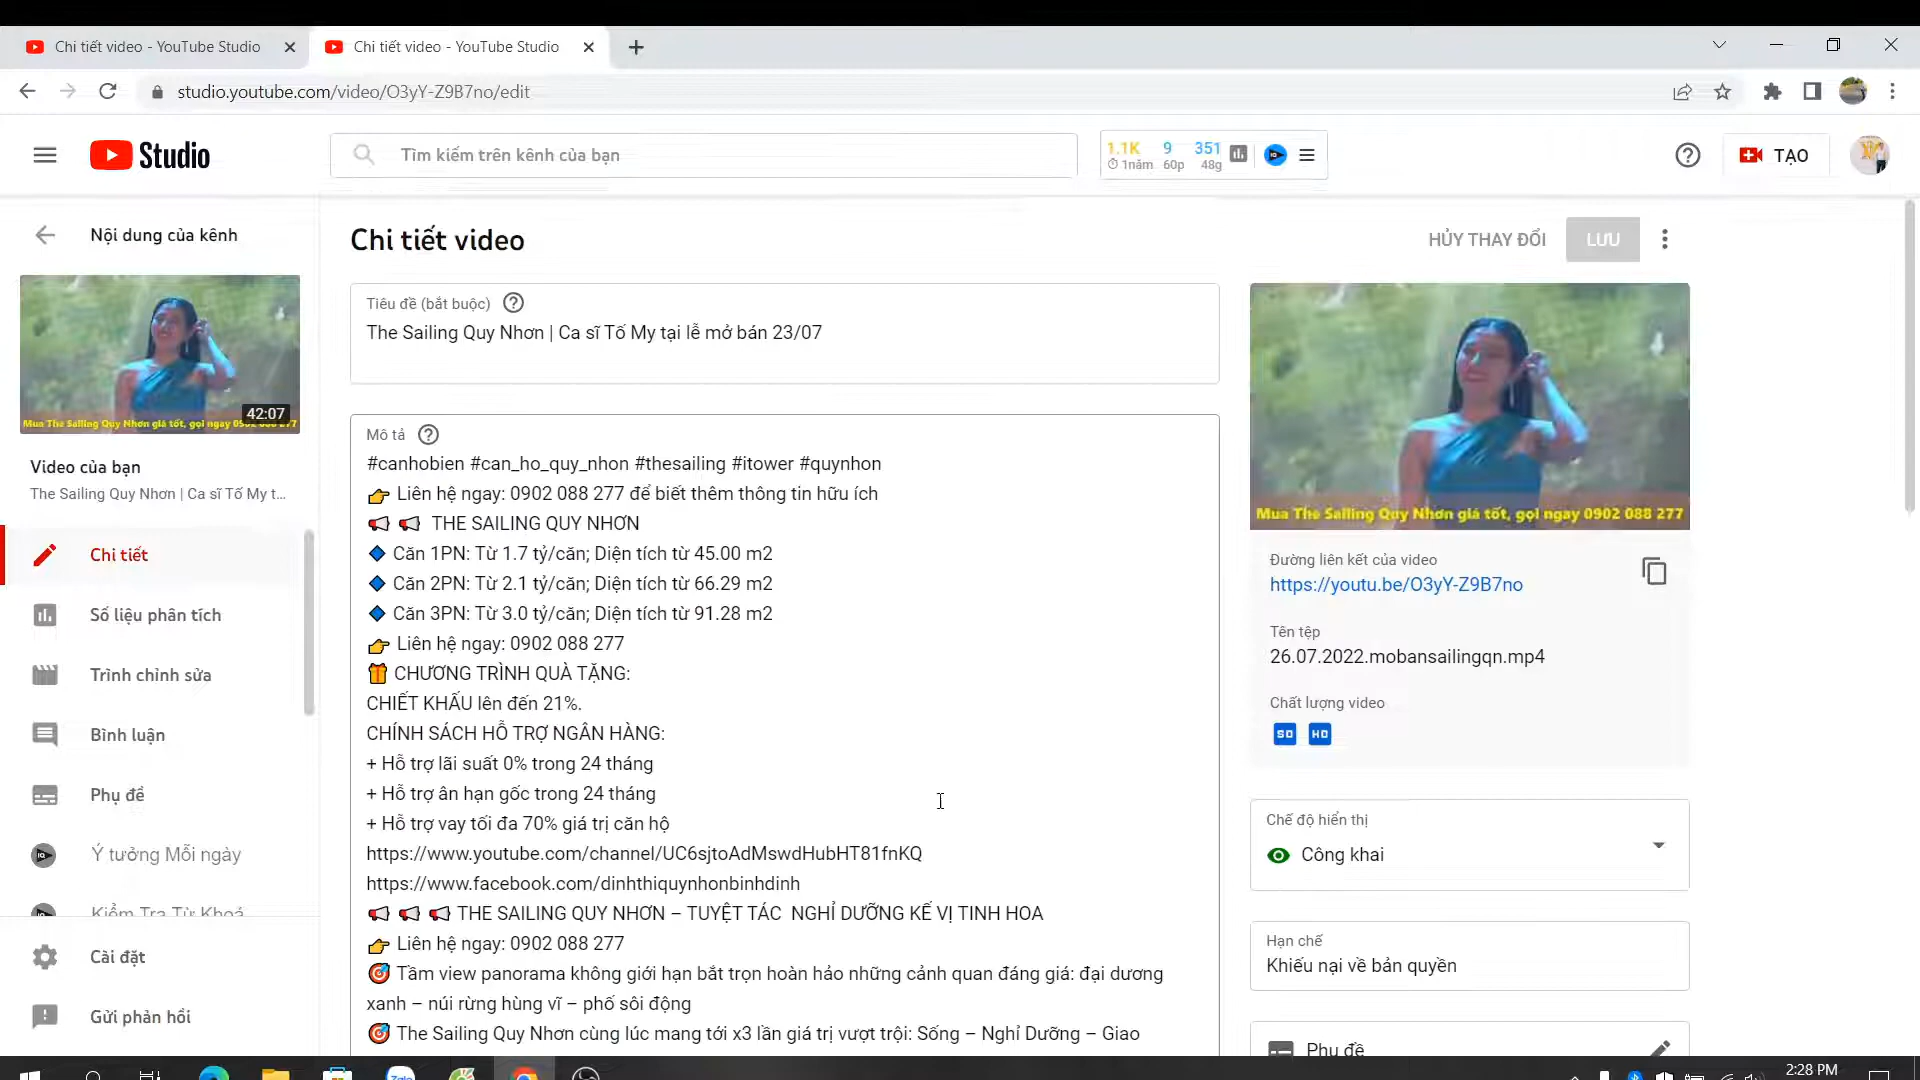 Chi tiết video - YouTube Studio
Chi tiết video - YouTube Studio
studio.youtube.com/video/O3yY-Z9B7no/edit
Studio
Tìm kiếm trên kênh của bạn
1.1K 9 351
1năm 60p 48g
TẠO
Nội dung của kênh
42:07
Mua The Sailing Quy Nhơn giá tốt, gọi ngay 0902 088 277
Video của bạn
The Sailing Quy Nhơn | Ca sĩ Tố My t...
Chi tiết
Số liệu phân tích
Trình chỉnh sửa
Bình luận
Phụ đề
Ý tưởng Mỗi ngày
Kiểm Tra Từ Khoá
Cài đặt
Gửi phản hồi
Chi tiết video
HỦY THAY ĐỔI
LƯU
Tiêu đề (bắt buộc)
The Sailing Quy Nhơn | Ca sĩ Tố My tại lễ mở bán 23/07
Mô tả
#canhobien #can_ho_quy_nhon #thesailing #itower #quynhon
👉 Liên hệ ngay: 0902 088 277 để biết thêm thông tin hữu ích
📢 📢 THE SAILING QUY NHƠN
🔷 Căn 1PN: Từ 1.7 tỷ/căn; Diện tích từ 45.00 m2
🔷 Căn 2PN: Từ 2.1 tỷ/căn; Diện tích từ 66.29 m2
🔷 Căn 3PN: Từ 3.0 tỷ/căn; Diện tích từ 91.28 m2
👉 Liên hệ ngay: 0902 088 277
🎁 CHƯƠNG TRÌNH QUÀ TẶNG:
CHIẾT KHẤU lên đến 21%.
CHÍNH SÁCH HỖ TRỢ NGÂN HÀNG:
+ Hỗ trợ lãi suất 0% trong 24 tháng
+ Hỗ trợ ân hạn gốc trong 24 tháng
+ Hỗ trợ vay tối đa 70% giá trị căn hộ
https://www.youtube.com/channel/UC6sjtoAdMswdHubHT81fnKQ
https://www.facebook.com/dinhthiquynhonbinhdinh
📢 📢 📢 THE SAILING QUY NHƠN – TUYỆT TÁC  NGHỈ DƯỠNG KẾ VỊ TINH HOA
👉 Liên hệ ngay: 0902 088 277
🎯 Tầm view panorama không giới hạn bắt trọn hoàn hảo những cảnh quan đáng giá: đại dương
xanh – núi rừng hùng vĩ – phố sôi động
🎯 The Sailing Quy Nhơn cùng lúc mang tới x3 lần giá trị vượt trội: Sống – Nghỉ Dưỡng – Giao
Mua The Sailing Quy Nhơn giá tốt, gọi ngay 0902 088 277
Đường liên kết của video
https://youtu.be/O3yY-Z9B7no
Tên tệp
26.07.2022.mobansailingqn.mp4
Chất lượng video
SD HD
Chế độ hiển thị
Công khai
Hạn chế
Khiếu nại về bản quyền
Phụ đề
Zalo
2:28 PM